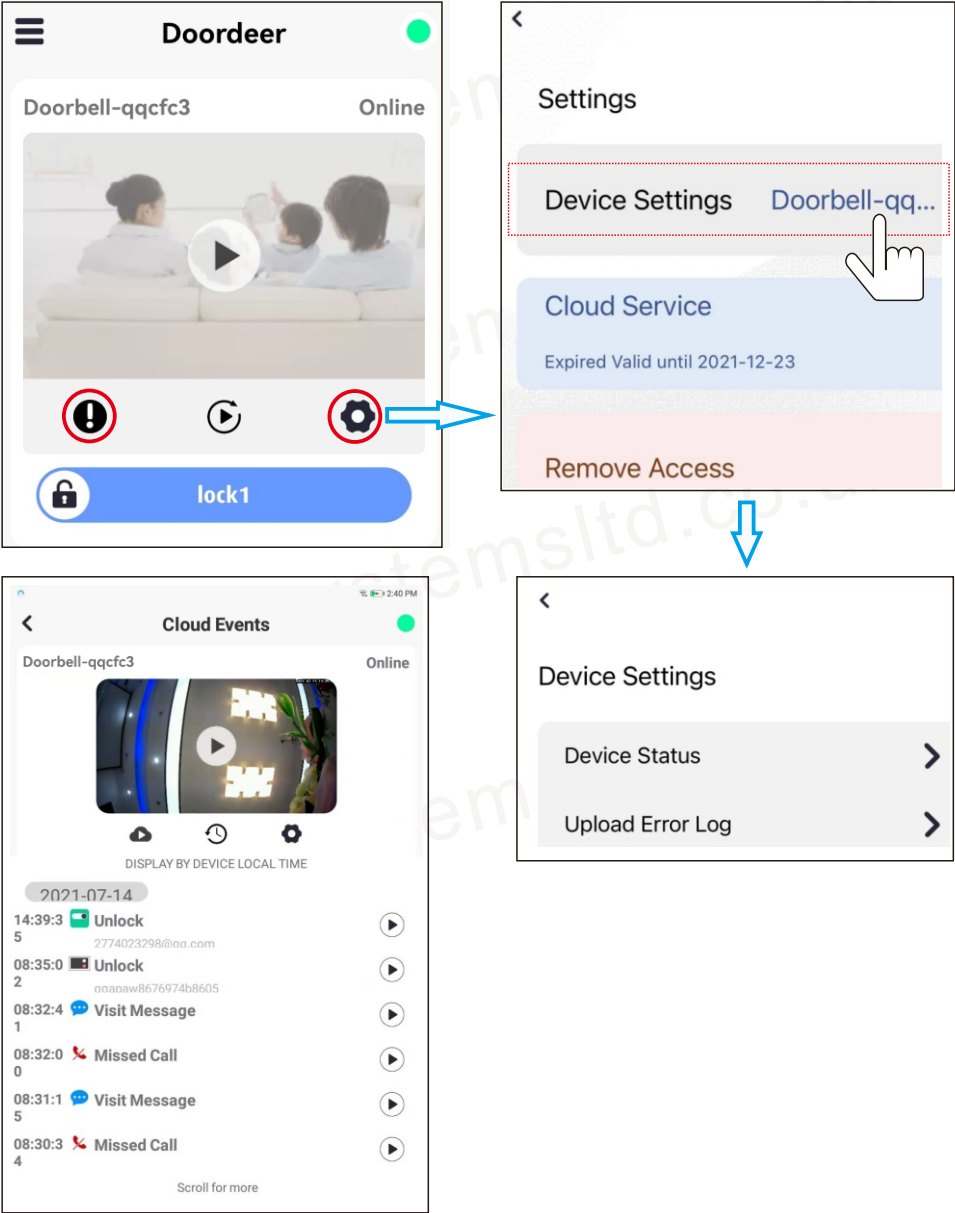 Doordeer
Doorbell-qqcfc3 Online
lock1
Settings
Device Settings Doorbell-qq...
Cloud Service
Expired Valid until 2021-12-23
Remove Access
2:40 PM
Cloud Events
Doorbell-qqcfc3 Online
DISPLAY BY DEVICE LOCAL TIME
2021-07-14
14:39:3 Unlock
5
2774023298@qq.com
08:35:0 Unlock
2
08:32:4 Visit Message
1
08:32:0 Missed Call
0
08:31:1 Visit Message
5
08:30:3 Missed Call
4
Scroll for more
Device Settings
Device Status
Upload Error Log